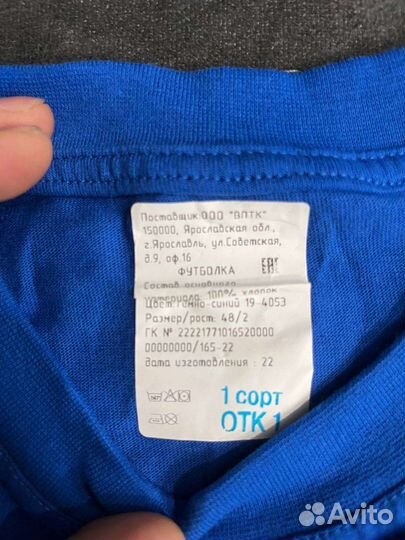 Поставщик ООО "ВПТК"
150000, Ярославская обл.,
г.Ярославль, ул.Советская,
д.9, оф.16
ФУТБОЛКА ЕАС
Состав основного
материала: 100% хлопок
Цвет: темно-синий 19-4053
Размер/рост: 48/2
ГК № 22221771016520000
00000000/165-22
дата изготовления : 22
1 сорт
ОТК 1
Avito